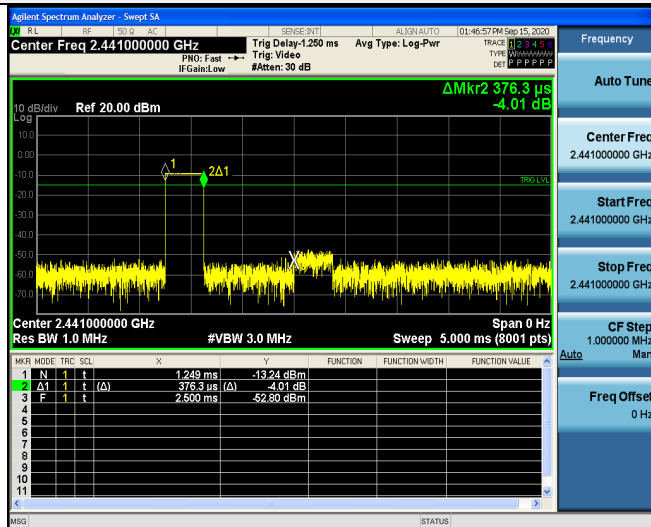 Agilent Spectrum Analyzer - Swept SA
LXI RL RF 50 Ω AC SENSE:INT ALIGN AUTO 01:46:57 PM Sep 15, 2020
Center Freq 2.441000000 GHz
PNO: Fast
IFGain:Low
Trig Delay-1.250 ms
Trig: Video
#Atten: 30 dB
Avg Type: Log-Pwr
TRACE 1 2 3 4 5 6
TYPE
DET P P P P P P
ΔMkr2 376.3 µs
-4.01 dB
10 dB/div Ref 20.00 dBm
Log
10.0
0.00
-10.0
-20.0
-30.0
-40.0
-50.0
-60.0
-70.0
1
2Δ1
TRIG LVL
Center 2.441000000 GHz Span 0 Hz
Res BW 1.0 MHz #VBW 3.0 MHz Sweep 5.000 ms (8001 pts)
MKR MODE TRC SCL X Y FUNCTION FUNCTION WIDTH FUNCTION VALUE
1 N 1 t 1.249 ms -13.24 dBm
2 Δ1 1 t (Δ) 376.3 µs (Δ) -4.01 dB
3 F 1 t 2.500 ms -52.80 dBm
4
5
6
7
8
9
10
11
MSG STATUS
Frequency
Auto Tune
Center Freq
2.441000000 GHz
Start Freq
2.441000000 GHz
Stop Freq
2.441000000 GHz
CF Step
1.000000 MHz
Auto Man
Freq Offset
0 Hz